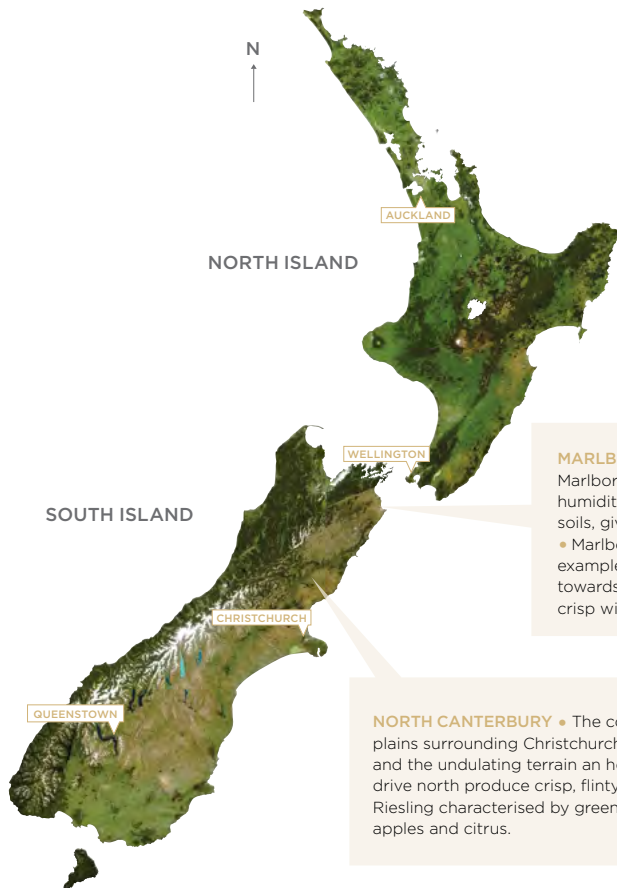 N
AUCKLAND
NORTH ISLAND
WELLINGTON
SOUTH ISLAND
CHRISTCHURCH
QUEENSTOWN
MARLB
Marlbor
humidit
soils, giv
• Marlbo
example
towards
crisp wi
NORTH CANTERBURY • The co
plains surrounding Christchurch
and the undulating terrain an ho
drive north produce crisp, flinty
Riesling characterised by green
apples and citrus.